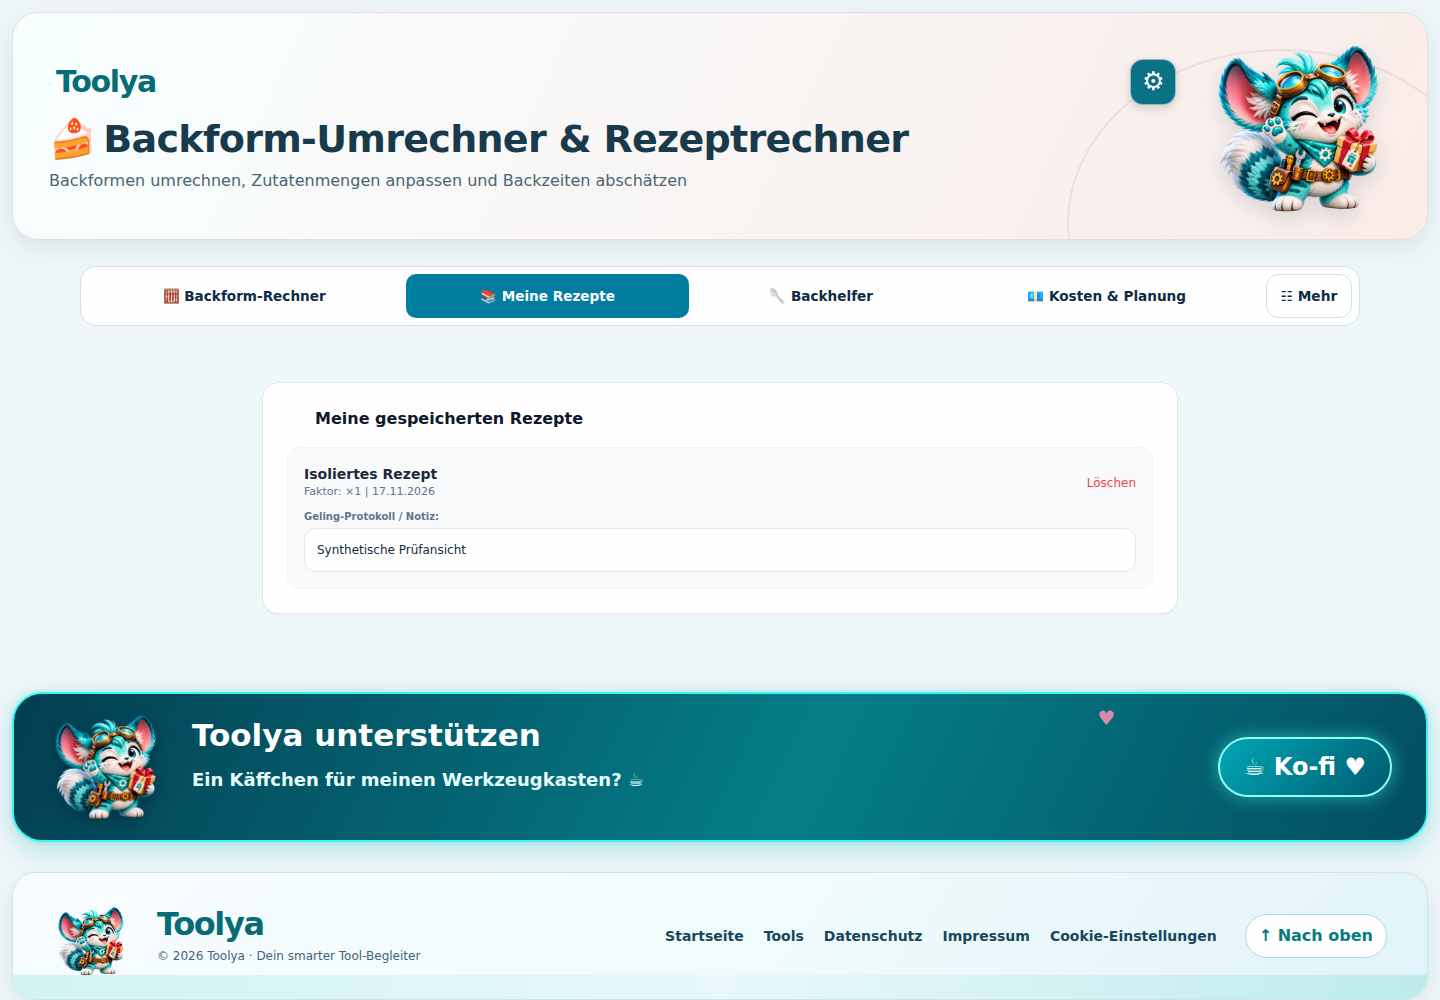 Toolya
🍰 Backform-Umrechner & Rezeptrechner
Backformen umrechnen, Zutatenmengen anpassen und Backzeiten abschätzen
⚙
🧮 Backform-Rechner
📚 Meine Rezepte
🥄 Backhelfer
💶 Kosten & Planung
☷ Mehr
Meine gespeicherten Rezepte
Isoliertes Rezept
Faktor: ×1 | 17.11.2026
Löschen
Geling-Protokoll / Notiz:
Synthetische Prüfansicht
Toolya unterstützen
Ein Käffchen für meinen Werkzeugkasten? ☕
♥
☕ Ko-fi ♥
Toolya
© 2026 Toolya · Dein smarter Tool-Begleiter
Startseite
Tools
Datenschutz
Impressum
Cookie-Einstellungen
↑ Nach oben